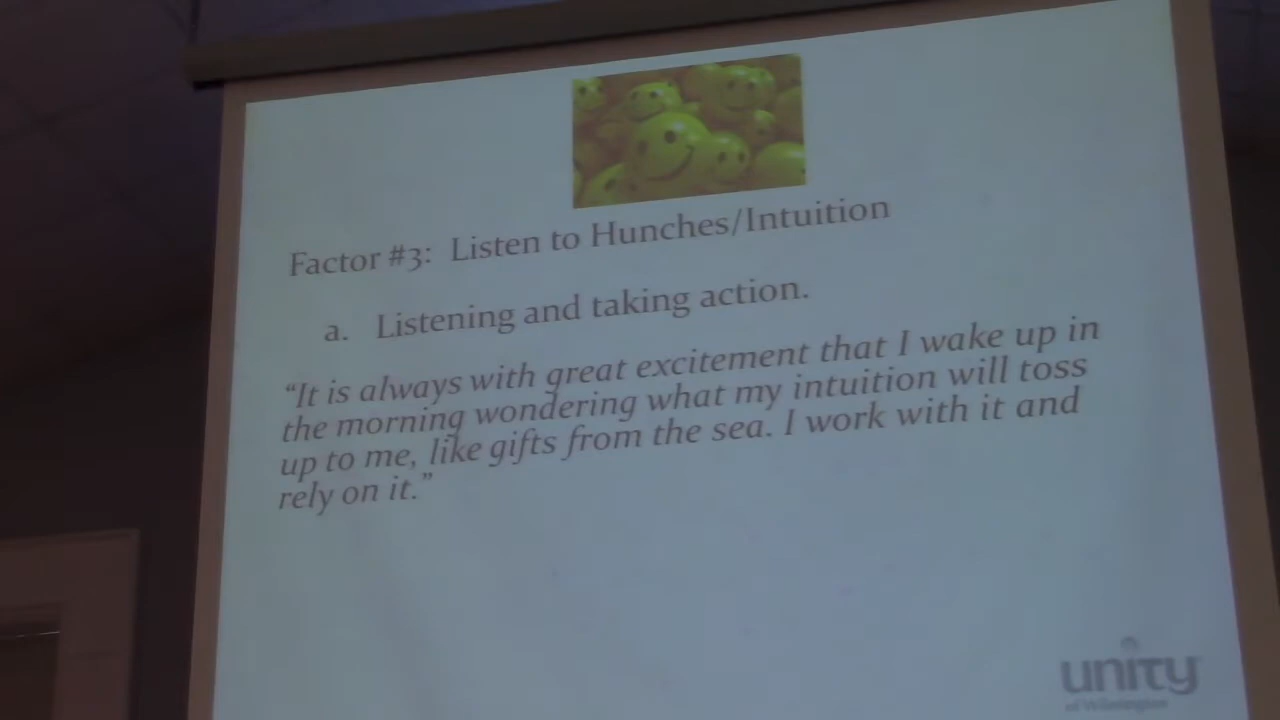 Factor #3: Listen to Hunches/Intuition
a. Listening and taking action.
“It is always with great excitement that I wake up in
the morning wondering what my intuition will toss
up to me, like gifts from the sea. I work with it and
rely on it.”
unity
of Wilmington